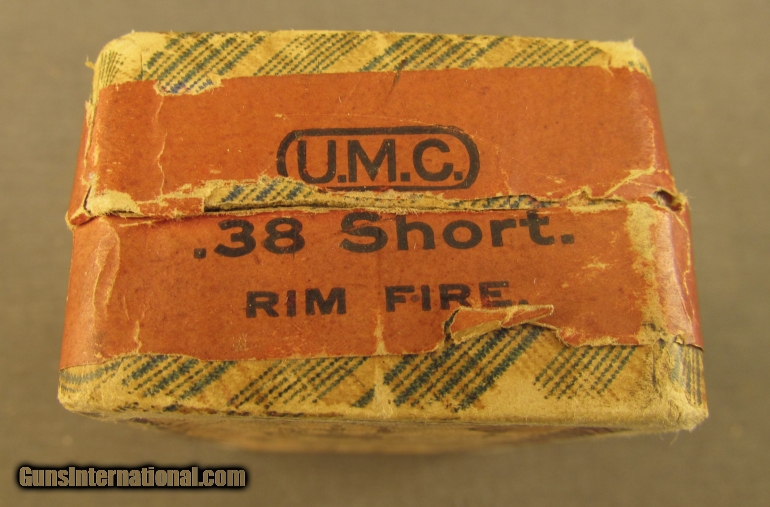 U.M.C.
.38 Short.
RIM FIRE.
GunsInternational.com